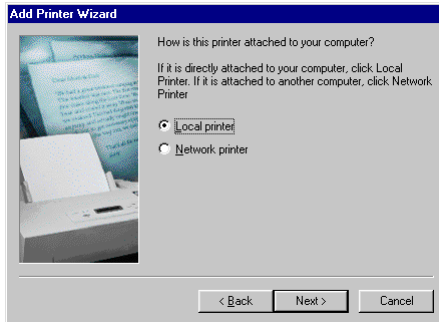 Add Printer Wizard
How is this printer attached to your computer?
If it is directly attached to your computer, click Local
Printer. If it is attached to another computer, click Network
Printer
Local printer
Network printer
< Back
Next >
Cancel